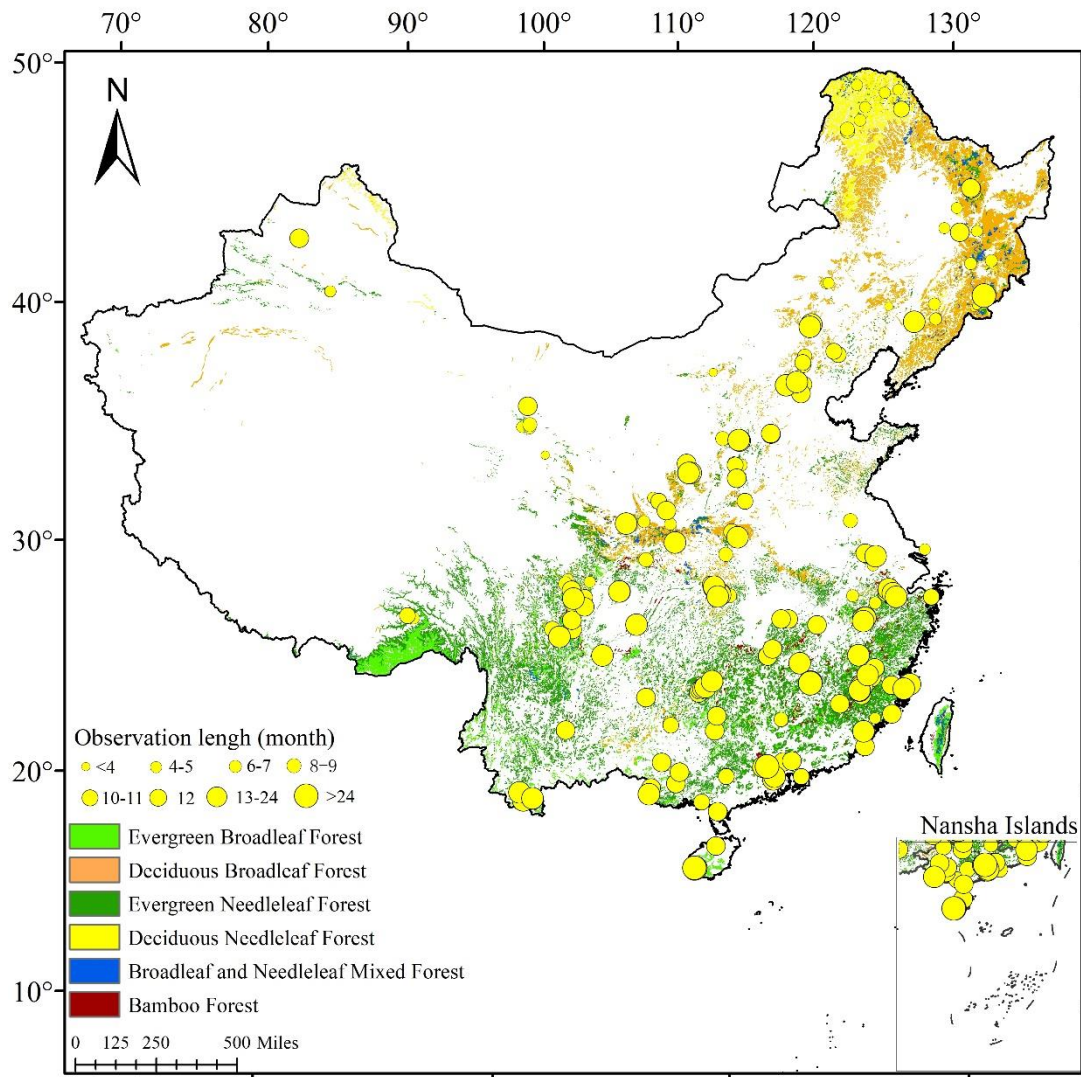 70° 80° 90° 100° 110° 120° 130°
50°
N
40°
30°
20°
10°
Observation lengh (month)
<4 4-5 6-7 8-9
10-11 12 13-24 >24
Evergreen Broadleaf Forest
Deciduous Broadleaf Forest
Evergreen Needleleaf Forest
Deciduous Needleleaf Forest
Broadleaf and Needleleaf Mixed Forest
Bamboo Forest
0 125 250 500 Miles
Nansha Islands